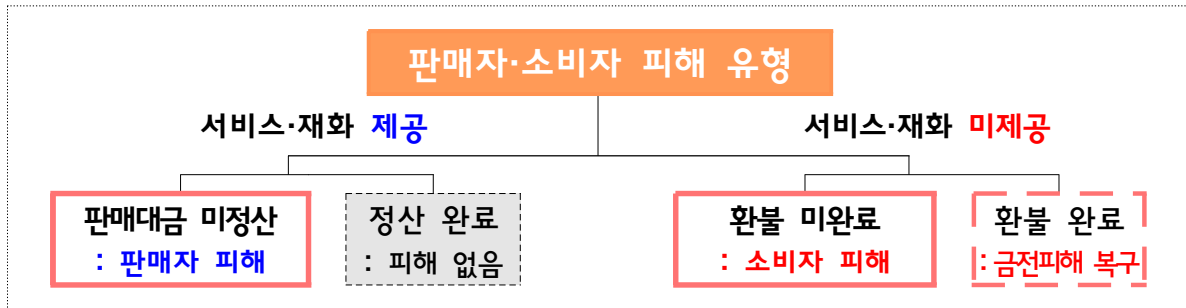 판매자·소비자 피해 유형
서비스·재화 제공
서비스·재화 미제공
판매대금 미정산
: 판매자 피해
정산 완료
: 피해 없음
환불 미완료
: 소비자 피해
환불 완료
: 금전피해 복구